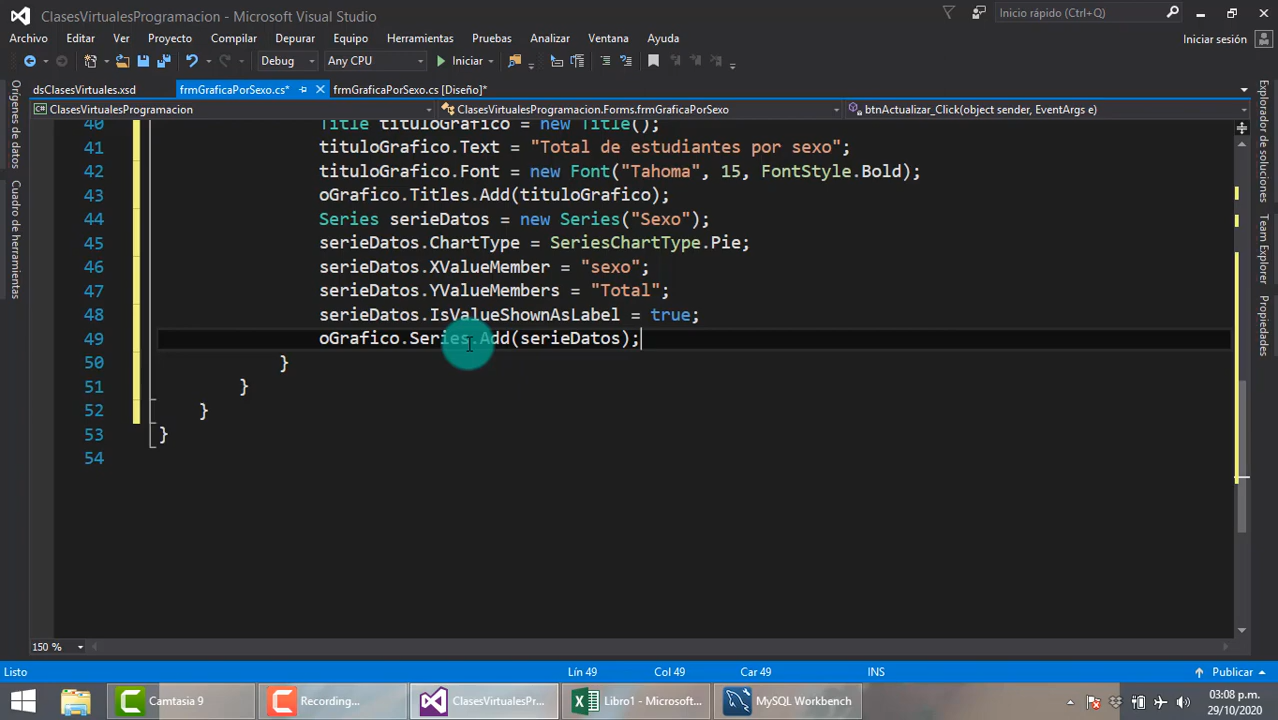 ClasesVirtualesProgramacion - Microsoft Visual Studio
Inicio rápido (Ctrl+Q)
Archivo Editar Ver Proyecto Compilar Depurar Equipo Herramientas Pruebas Analizar Ventana Ayuda
Iniciar sesión
Debug Any CPU Iniciar
dsClasesVirtuales.xsd frmGraficaPorSexo.cs* frmGraficaPorSexo.cs [Diseño]*
ClasesVirtualesProgramacion ClasesVirtualesProgramacion.Forms.frmGraficaPorSexo btnActualizar_Click(object sender, EventArgs e)
Orígenes de datos
Cuadro de herramientas
Explorador de soluciones
Team Explorer
40 Title tituloGrafico = new Title();
41 tituloGrafico.Text = "Total de estudiantes por sexo";
42 tituloGrafico.Font = new Font("Tahoma", 15, FontStyle.Bold);
43 oGrafico.Titles.Add(tituloGrafico);
44 Series serieDatos = new Series("Sexo");
45 serieDatos.ChartType = SeriesChartType.Pie;
46 serieDatos.XValueMember = "sexo";
47 serieDatos.YValueMembers = "Total";
48 serieDatos.IsValueShownAsLabel = true;
49 oGrafico.Series.Add(serieDatos);
50 }
51 }
52 }
53 }
54
150 %
Listo Lín 49 Col 49 Car 49 INS Publicar
Camtasia 9 Recording... ClasesVirtualesPr... Libro1 - Microsoft... MySQL Workbench
03:08 p.m.
29/10/2020